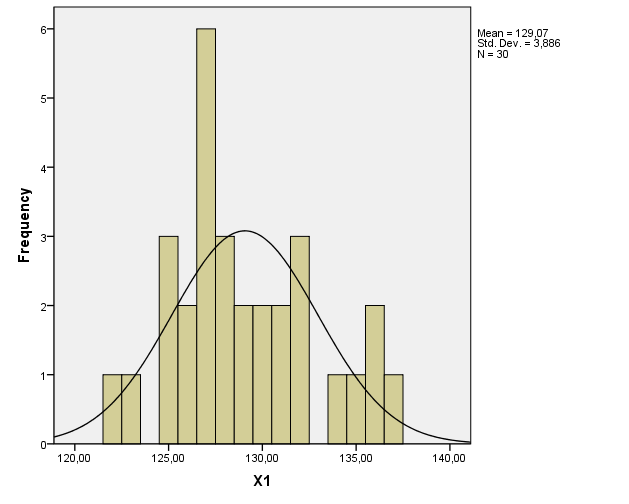 Mean = 129,07
Std. Dev. = 3,886
N = 30
6
5
4
3
2
1
0
Frequency
120,00 125,00 130,00 135,00 140,00
X1